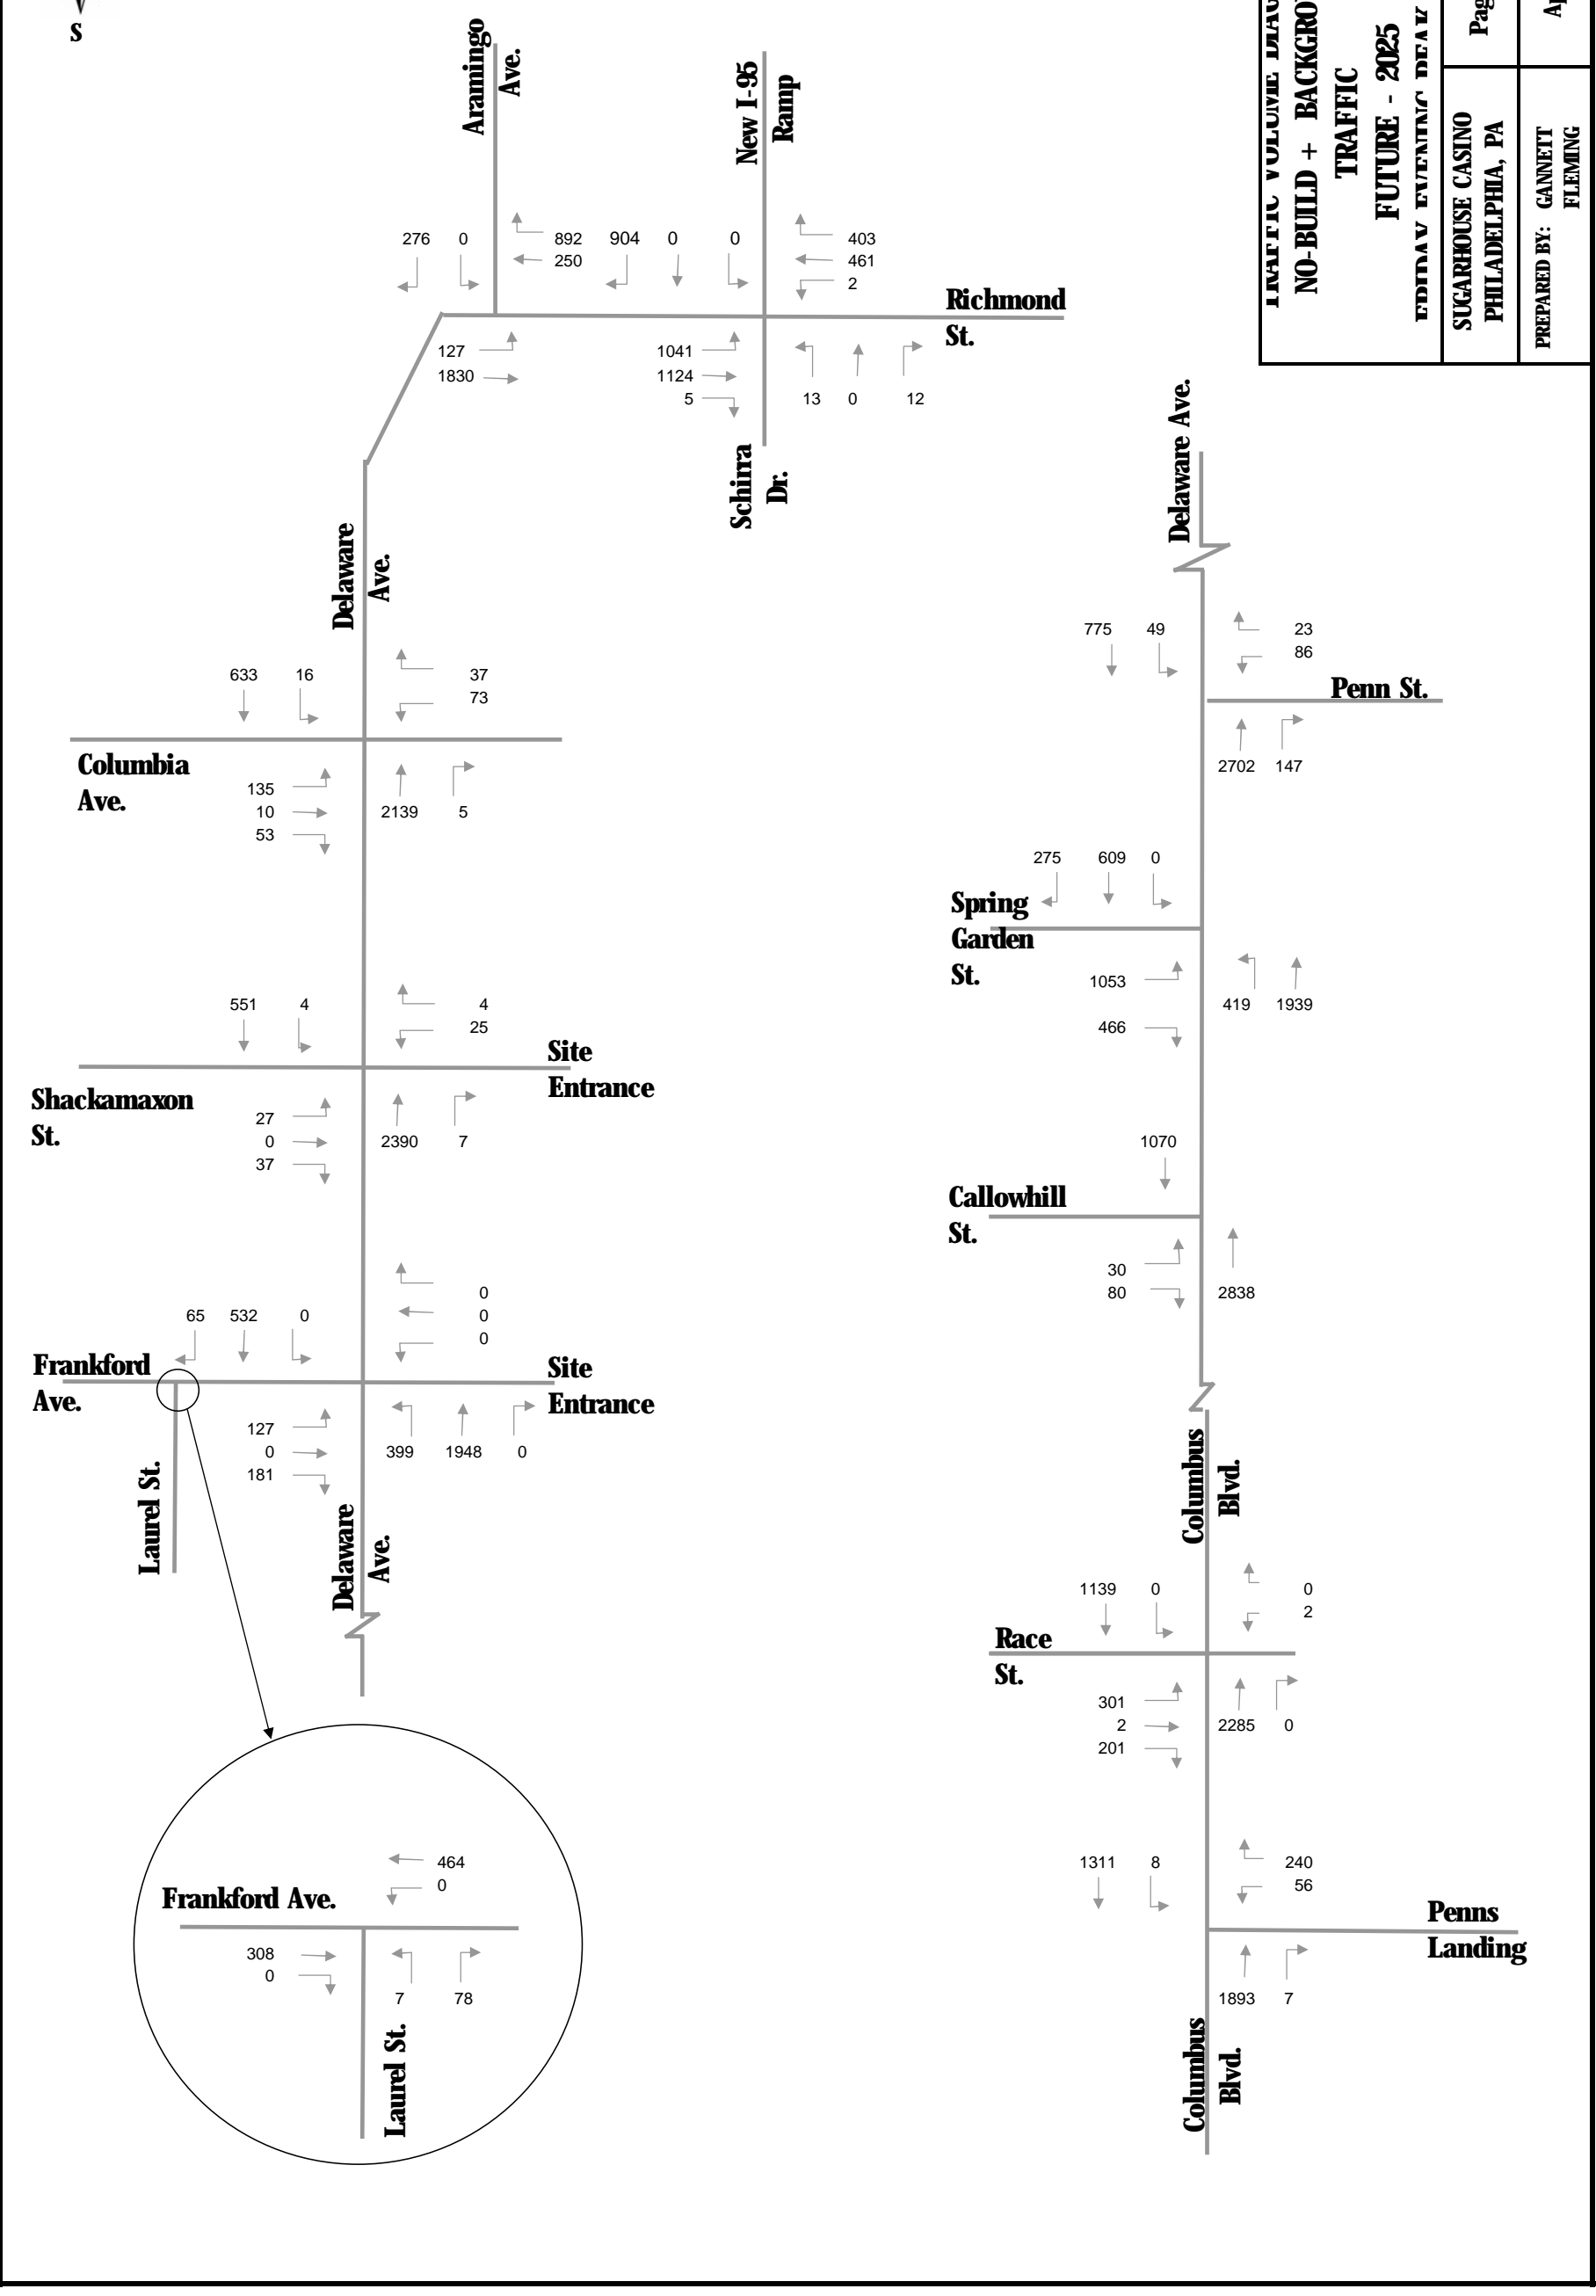 S
Aramingo
Ave.
New I-95
Ramp
NO-BUILD + 
TRAFFIC
FUTURE - 2025
SUGARHOUSE CASINO
PHILADELPHIA, PA
PREPARED BY: GANNETT
FLEMING
276 0
892 904 0 0 403
250 461
2
Richmond
St.
127 1041
1830 1124
5 13 0 12
Schirra
Dr.
Delaware
Ave.
633 16 37
73
Columbia
Ave.
135
10 2139 5
53
551 4 4
25
Site
Entrance
Shackamaxon
St.
27
0 2390 7
37
0
65 532 0 0
0
Frankford
Ave.
Site
Entrance
127
0 399 1948 0
181
Laurel St.
Delaware
Ave.
464
0
Frankford Ave.
308
0
7 78
Laurel St.
Delaware Ave.
775 49 23
86
Penn St.
2702 147
275 609 0
Spring
Garden
St.
1053
419 1939
466
1070
Callowhill
St.
30
80 2838
Columbus
Blvd.
1139 0 0
2
Race
St.
301
2 2285 0
201
1311 8 240
56
Penns
Landing
1893 7
Columbus
Blvd.